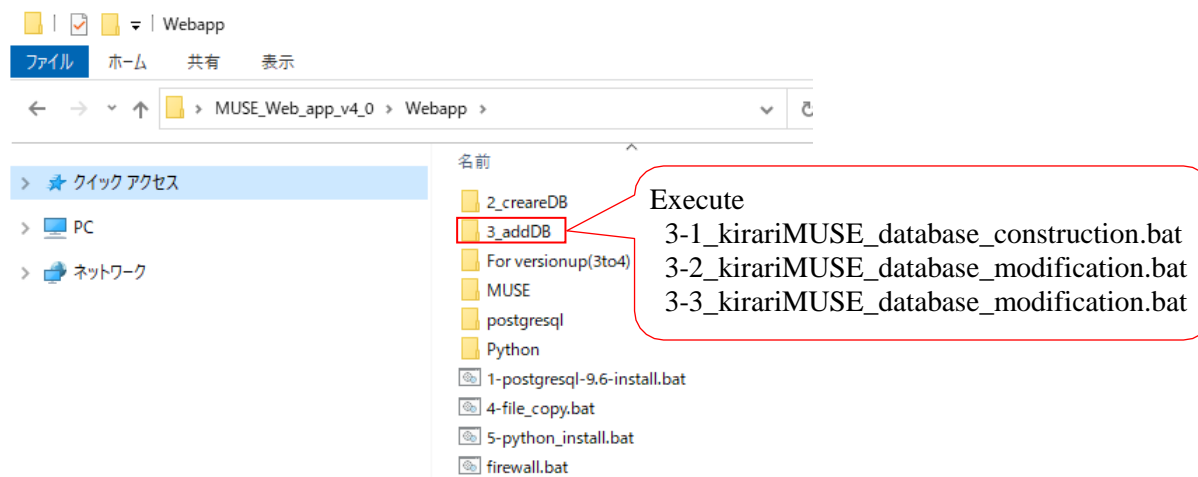 Webapp
ファイル ホーム 共有 表示
MUSE_Web_app_v4_0 > Webapp >
名前
クイック アクセス
PC
ネットワーク
2_creareDB
3_addDB
For versionup(3to4)
MUSE
postgresql
Python
1-postgresql-9.6-install.bat
4-file_copy.bat
5-python_install.bat
firewall.bat
Execute
3-1_kirariMUSE_database_construction.bat
3-2_kirariMUSE_database_modification.bat
3-3_kirariMUSE_database_modification.bat